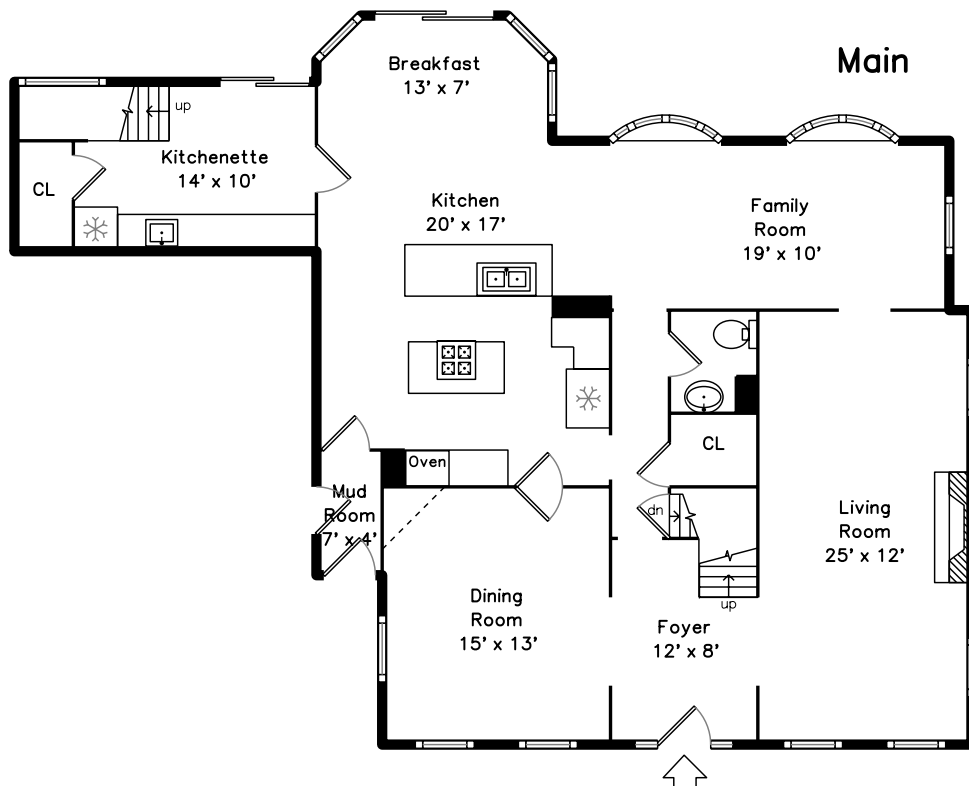 Main
Breakfast
13' x 7'
up
Kitchenette
14' x 10'
CL
Kitchen
20' x 17'
Family
Room
19' x 10'
CL
Oven
Mud
Room
7' x 4'
dn
Living
Room
25' x 12'
Dining
Room
15' x 13'
up
Foyer
12' x 8'